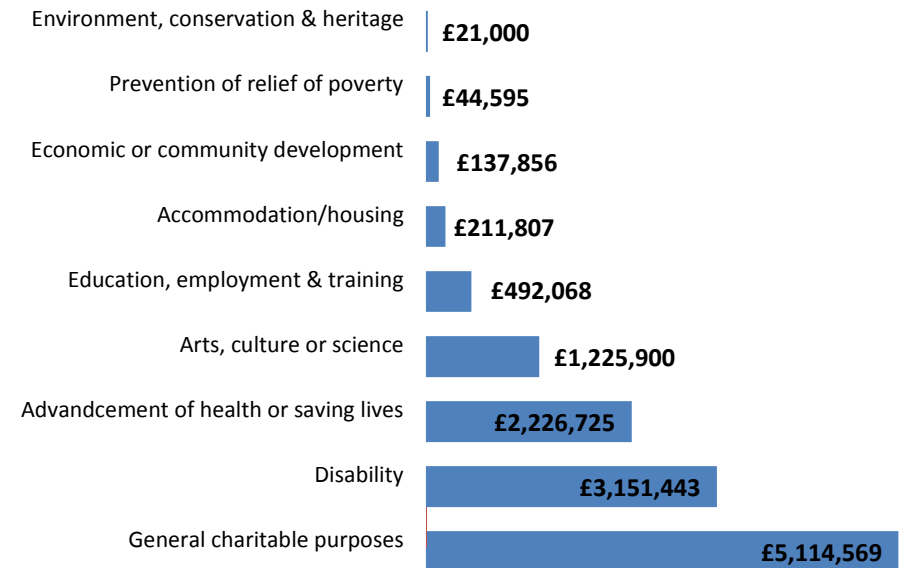 Environment, conservation & heritage £21,000
Prevention of relief of poverty £44,595
Economic or community development £137,856
Accommodation/housing £211,807
Education, employment & training £492,068
Arts, culture or science £1,225,900
Advandcement of health or saving lives £2,226,725
Disability £3,151,443
General charitable purposes £5,114,569